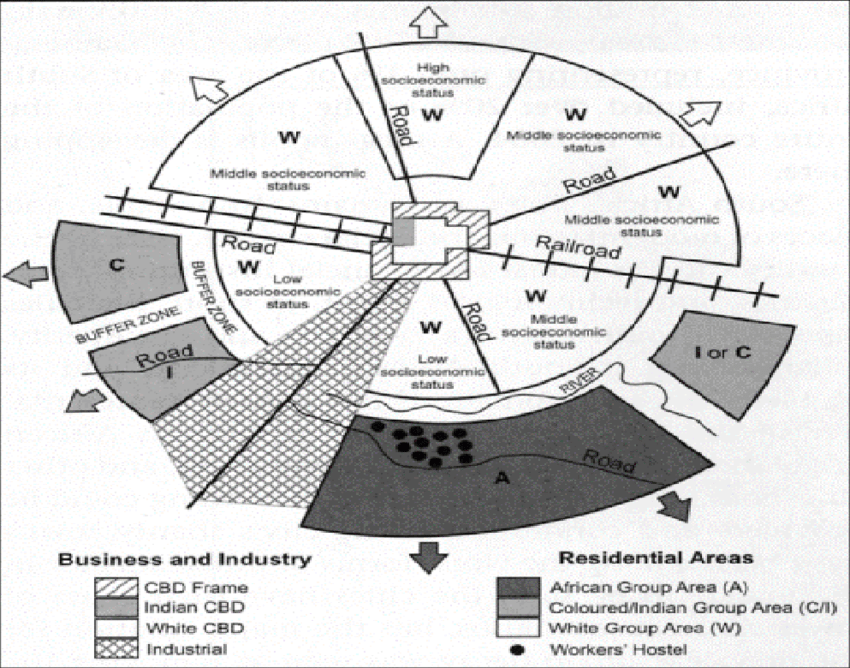 High
socioeconomic
status
W
Road
W
Middle socioeconomic
status
W
Middle socioeconomic
status
Road
W
Middle socioeconomic
status
Railroad
W
Middle
socioeconomic
status
Road
W
Low
socioeconomic
status
Road
W
Low
socioeconomic
status
C
BUFFER ZONE
BUFFER ZONE
Road
I
I or C
RIVER
Road
A
Business and Industry
CBD Frame
Indian CBD
White CBD
Industrial
Residential Areas
African Group Area (A)
Coloured/Indian Group Area (C/I)
White Group Area (W)
Workers' Hostel